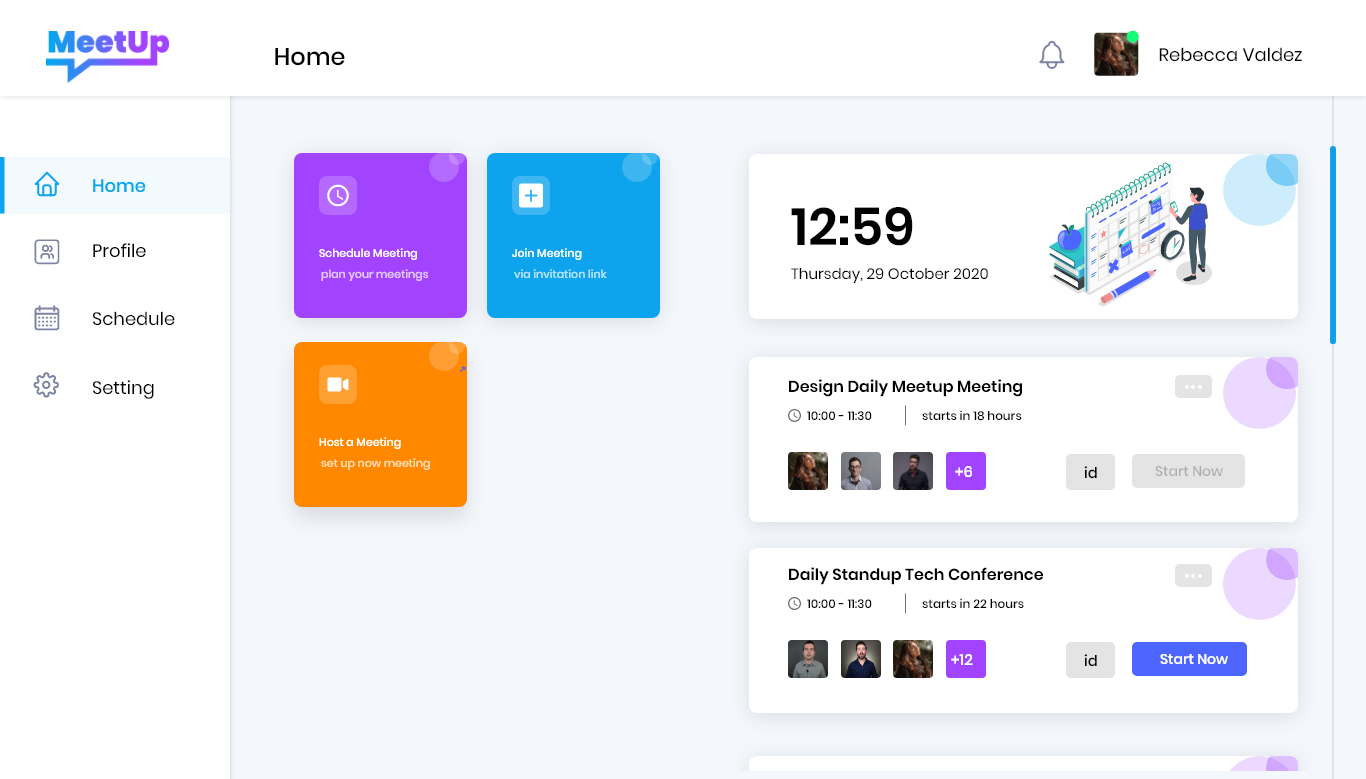 MeetUp
Home
Rebecca Valdez
Home
Profile
Schedule
Setting
Schedule Meeting
plan your meetings
Join Meeting
via invitation link
Host a Meeting
set up now meeting
12:59
Thursday, 29 October 2020
Design Daily Meetup Meeting
10:00 - 11:30 starts in 18 hours
+6 id Start Now
Daily Standup Tech Conference
10:00 - 11:30 starts in 22 hours
+12 id Start Now